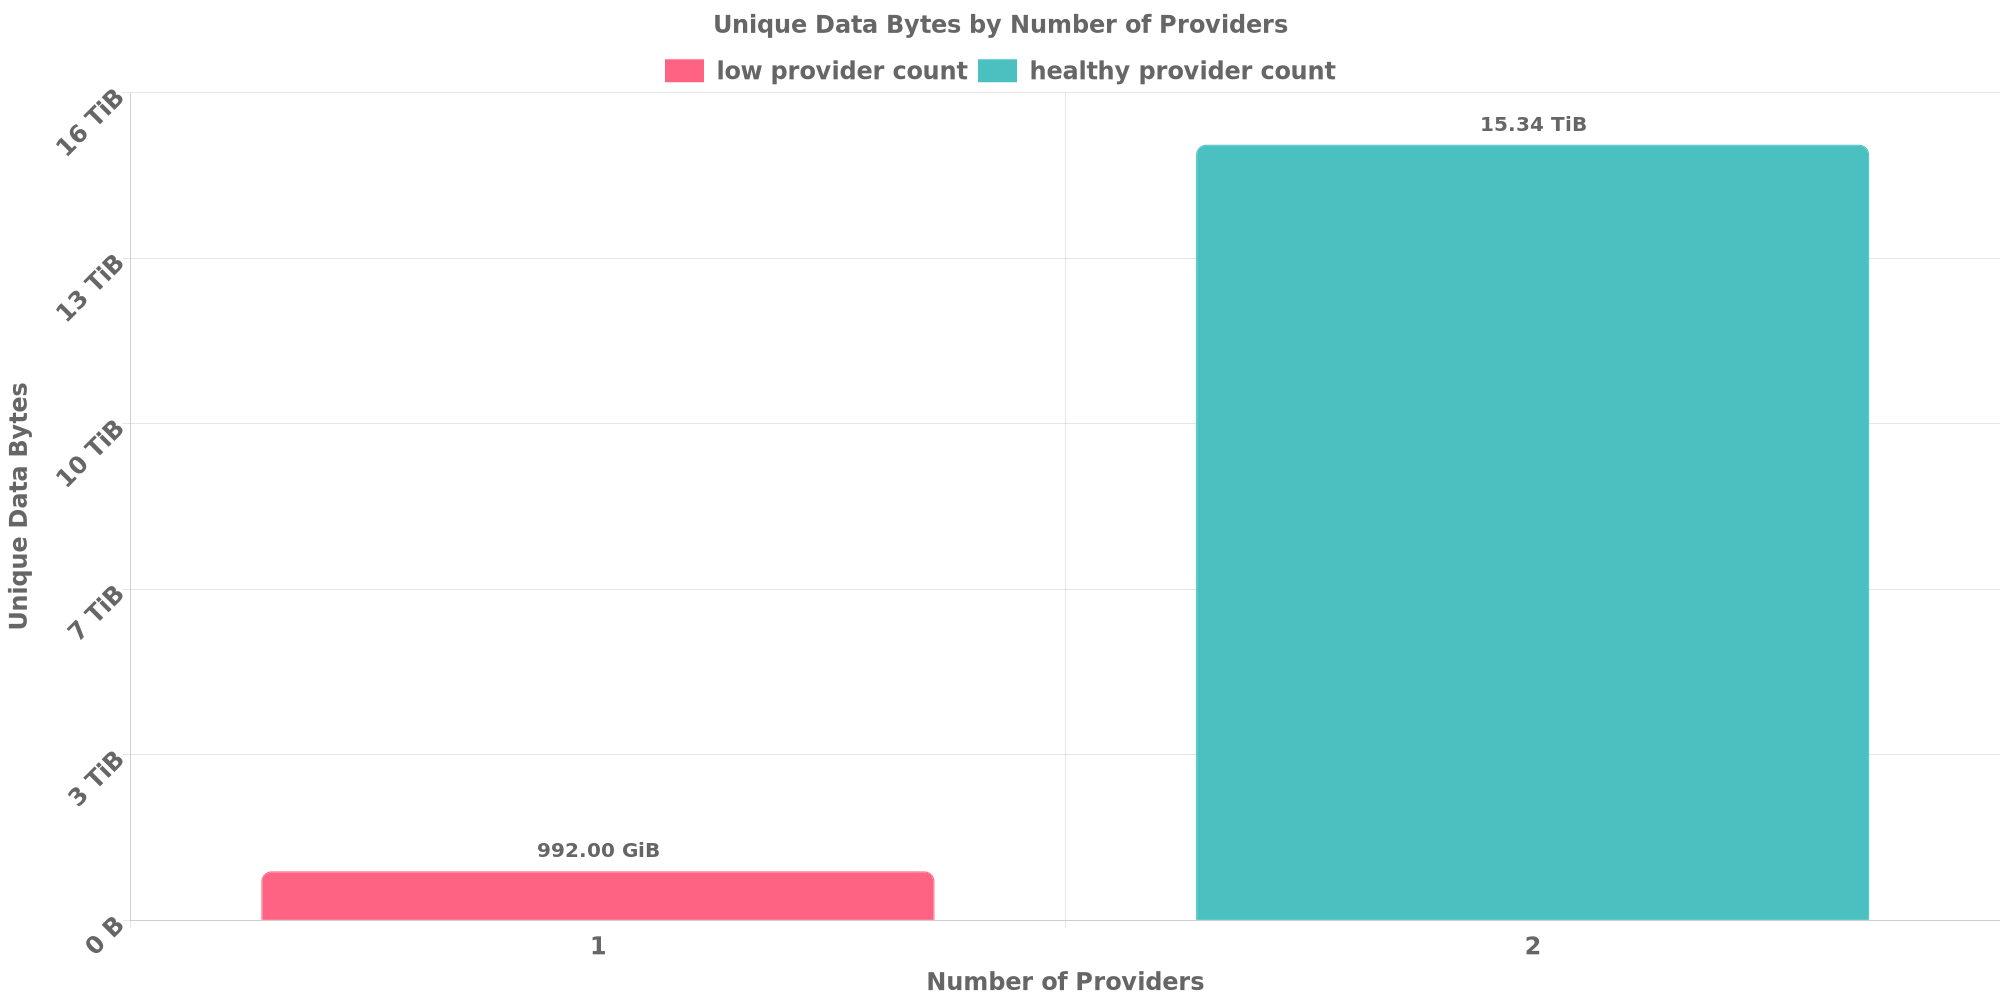 Unique Data Bytes by Number of Providers
low provider count healthy provider count
16 TiB
15.34 TiB
13 TiB
10 TiB
7 TiB
3 TiB
992.00 GiB
0 B
Unique Data Bytes
1 2
Number of Providers